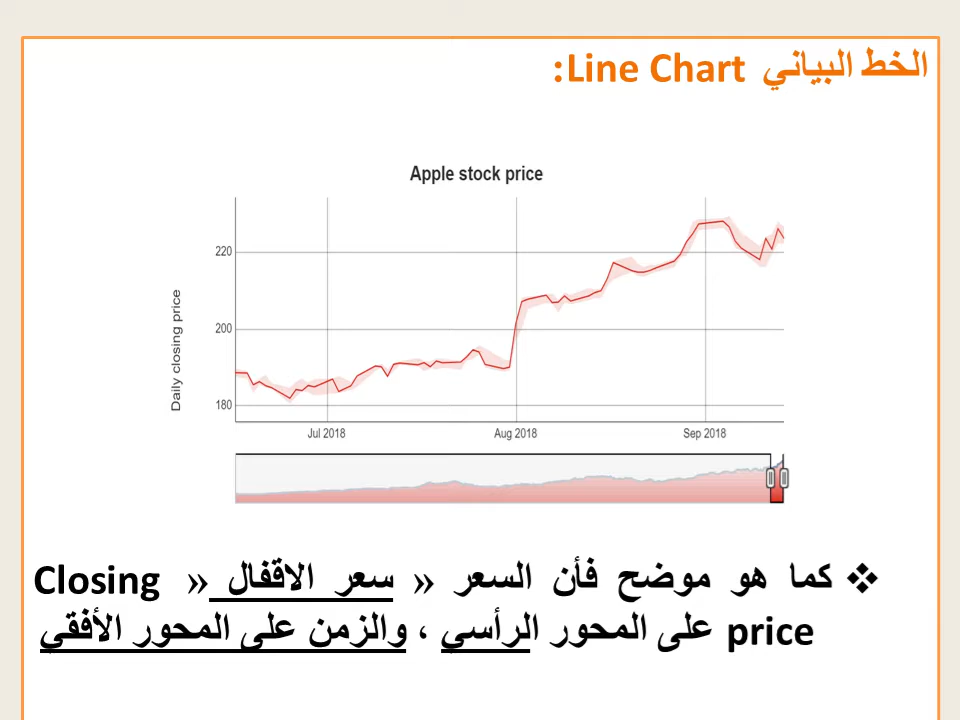 الخط البياني Line Chart:
Apple stock price
220
200
180
Daily closing price
Jul 2018 Aug 2018 Sep 2018
❖ كما هو موضح فأن السعر » سعر الاقفال » Closing
price على المحور الرأسي ، والزمن على المحور الأفقي